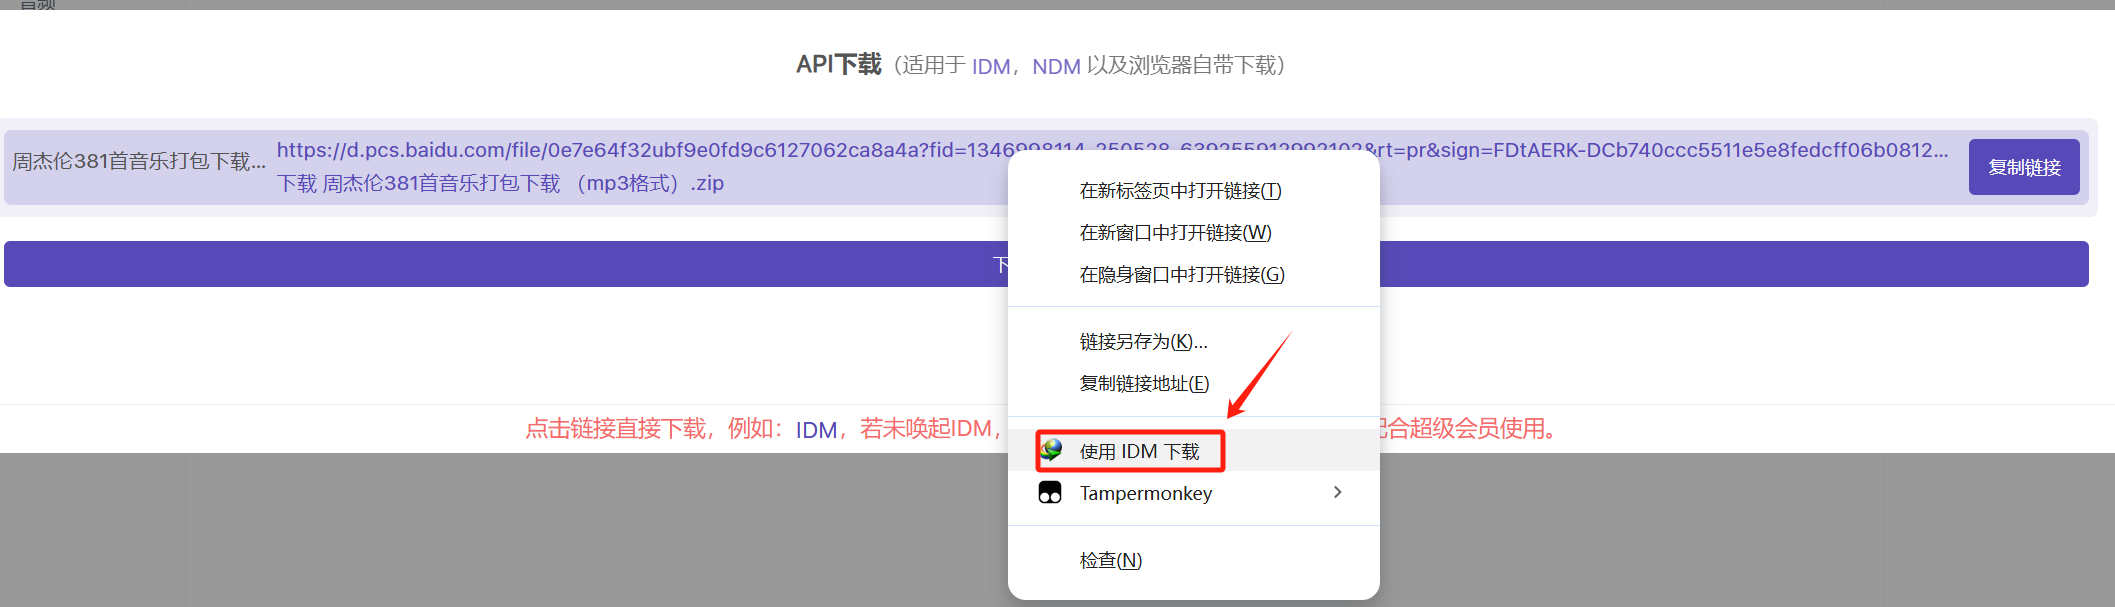 API下载（适用于 IDM，NDM 以及浏览器自带下载）
周杰伦381首音乐打包下载...
https://d.pcs.baidu.com/file/0e7e64f32ubf9e0fd9c6127062ca8a4a?fid=1346998114-250528-639255912992102&rt=pr&sign=FDtAERK-DCb740ccc5511e5e8fedcff06b0812...
下载 周杰伦381首音乐打包下载 （mp3格式）.zip
复制链接
下
在新标签页中打开链接(T)
在新窗口中打开链接(W)
在隐身窗口中打开链接(G)
链接另存为(K)...
复制链接地址(E)
点击链接直接下载，例如：IDM，若未唤起IDM，
配合超级会员使用。
使用 IDM 下载
Tampermonkey
检查(N)